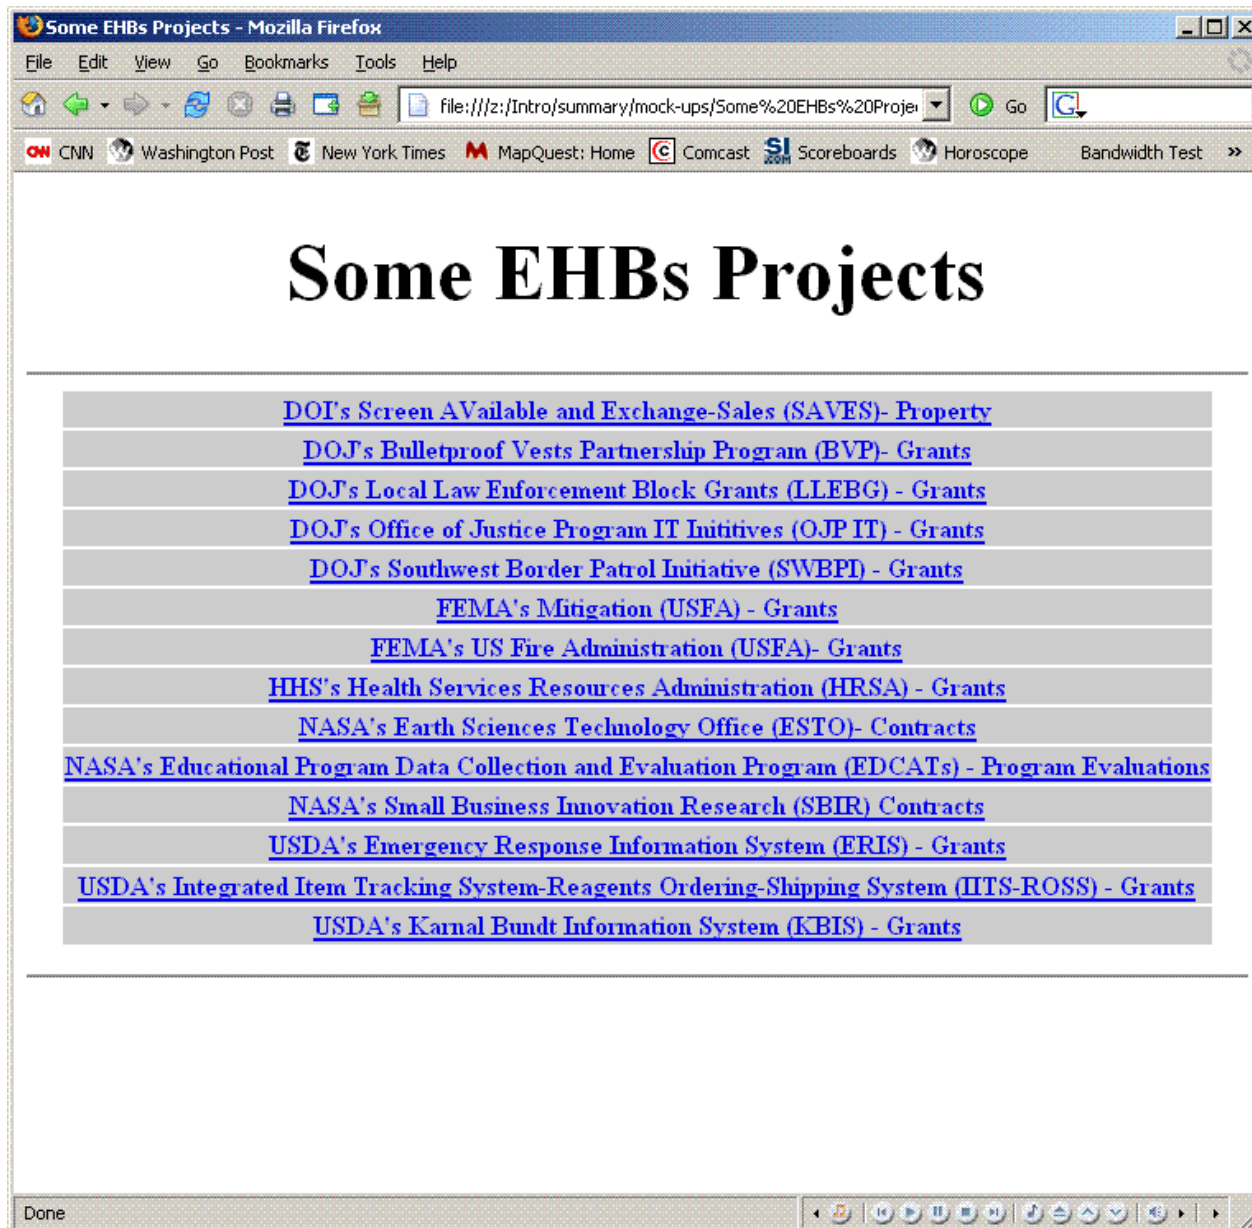 Some EHBs Projects - Mozilla Firefox
File Edit View Go Bookmarks Tools Help
file:///z:/Intro/summary/mock-ups/Some%20EHBs%20Proje Go G
CNN CNN Washington Post New York Times MapQuest: Home C Comcast SI.COM Scoreboards Horoscope Bandwidth Test »
Some EHBs Projects
DOI's Screen AVailable and Exchange-Sales (SAVES)- Property
DOJ's Bulletproof Vests Partnership Program (BVP)- Grants
DOJ's Local Law Enforcement Block Grants (LLEBG) - Grants
DOJ's Office of Justice Program IT Inititives (OJP IT) - Grants
DOJ's Southwest Border Patrol Initiative (SWBPI) - Grants
FEMA's Mitigation (USFA) - Grants
FEMA's US Fire Administration (USFA)- Grants
HHS's Health Services Resources Administration (HRSA) - Grants
NASA's Earth Sciences Technology Office (ESTO)- Contracts
NASA's Educational Program Data Collection and Evaluation Program (EDCATs) - Program Evaluations
NASA's Small Business Innovation Research (SBIR) Contracts
USDA's Emergency Response Information System (ERIS) - Grants
USDA's Integrated Item Tracking System-Reagents Ordering-Shipping System (IITS-ROSS) - Grants
USDA's Karnal Bundt Information System (KBIS) - Grants
Done